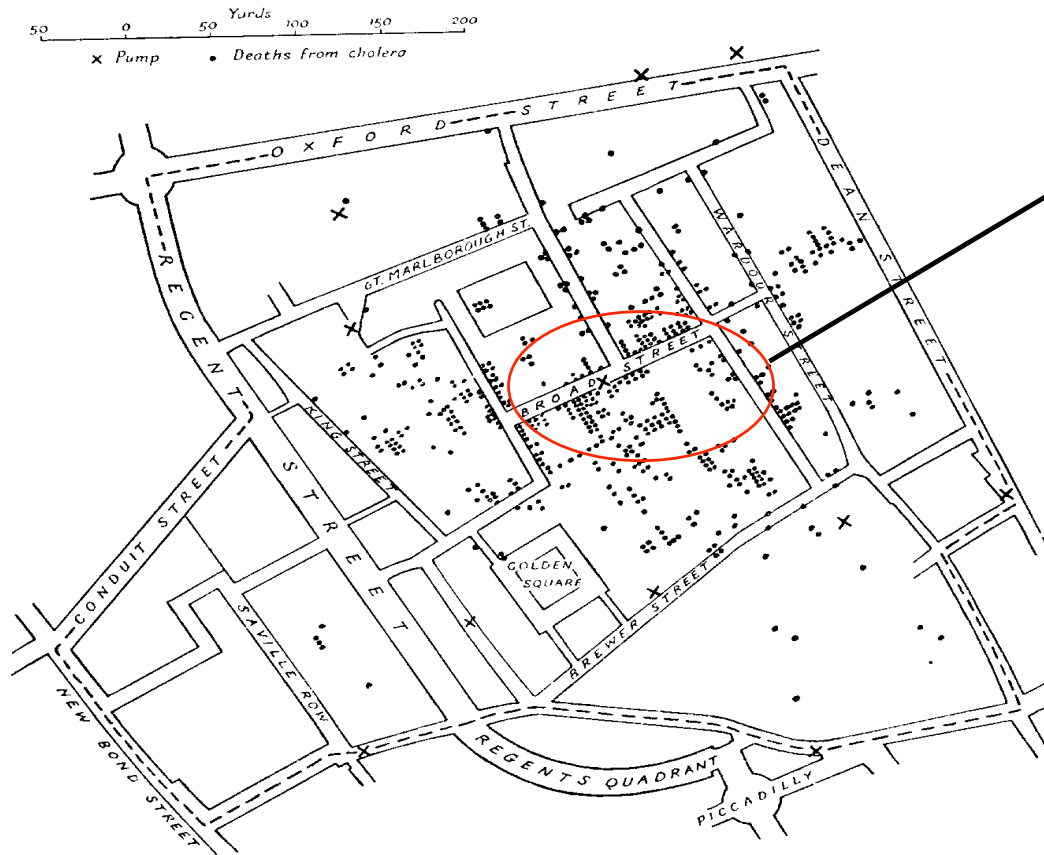 Yards
50 0 50 100 150 200
× Pump • Deaths from cholera
OXFORD STREET
DEAN STREET
WARDOUR STREET
GT. MARLBOROUGH ST.
REGENT STREET
BROAD STREET
KING STREET
CONDUIT STREET
GOLDEN
SQUARE
SAVILLE ROW
BREWER STREET
NEW BOND STREET
REGENTS QUADRANT
PICCADILLY